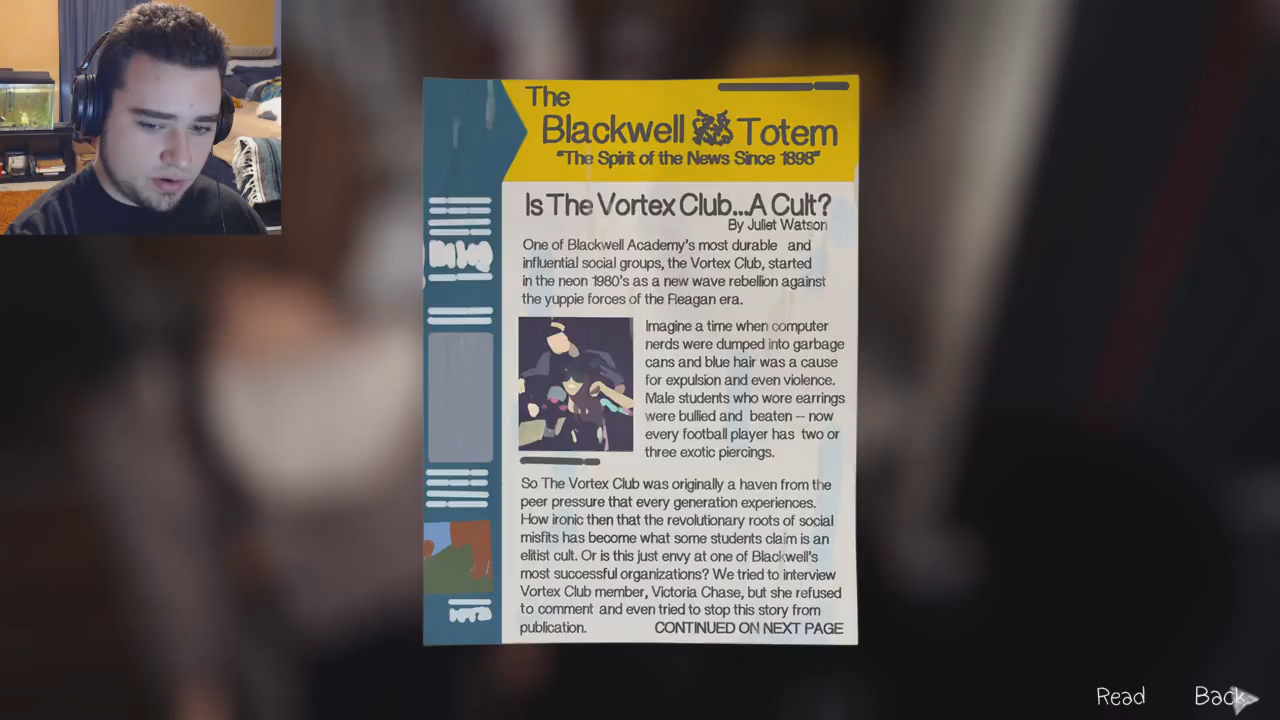 The
Blackwell Totem
"The Spirit of the News Since 1898"
Is The Vortex Club...A Cult?
By Juliet Watson
One of Blackwell Academy's most durable and
influential social groups, the Vortex Club, started
in the neon 1980's as a new wave rebellion against
the yuppie forces of the Reagan era.
Imagine a time when computer
nerds were dumped into garbage
cans and blue hair was a cause
for expulsion and even violence.
Male students who wore earrings
were bullied and beaten -- now
every football player has two or
three exotic piercings.
So The Vortex Club was originally a haven from the
peer pressure that every generation experiences.
How ironic then that the revolutionary roots of social
misfits has become what some students claim is an
elitist cult. Or is this just envy at one of Blackwell's
most successful organizations? We tried to interview
Vortex Club member, Victoria Chase, but she refused
to comment and even tried to stop this story from
publication. CONTINUED ON NEXT PAGE
Read Back